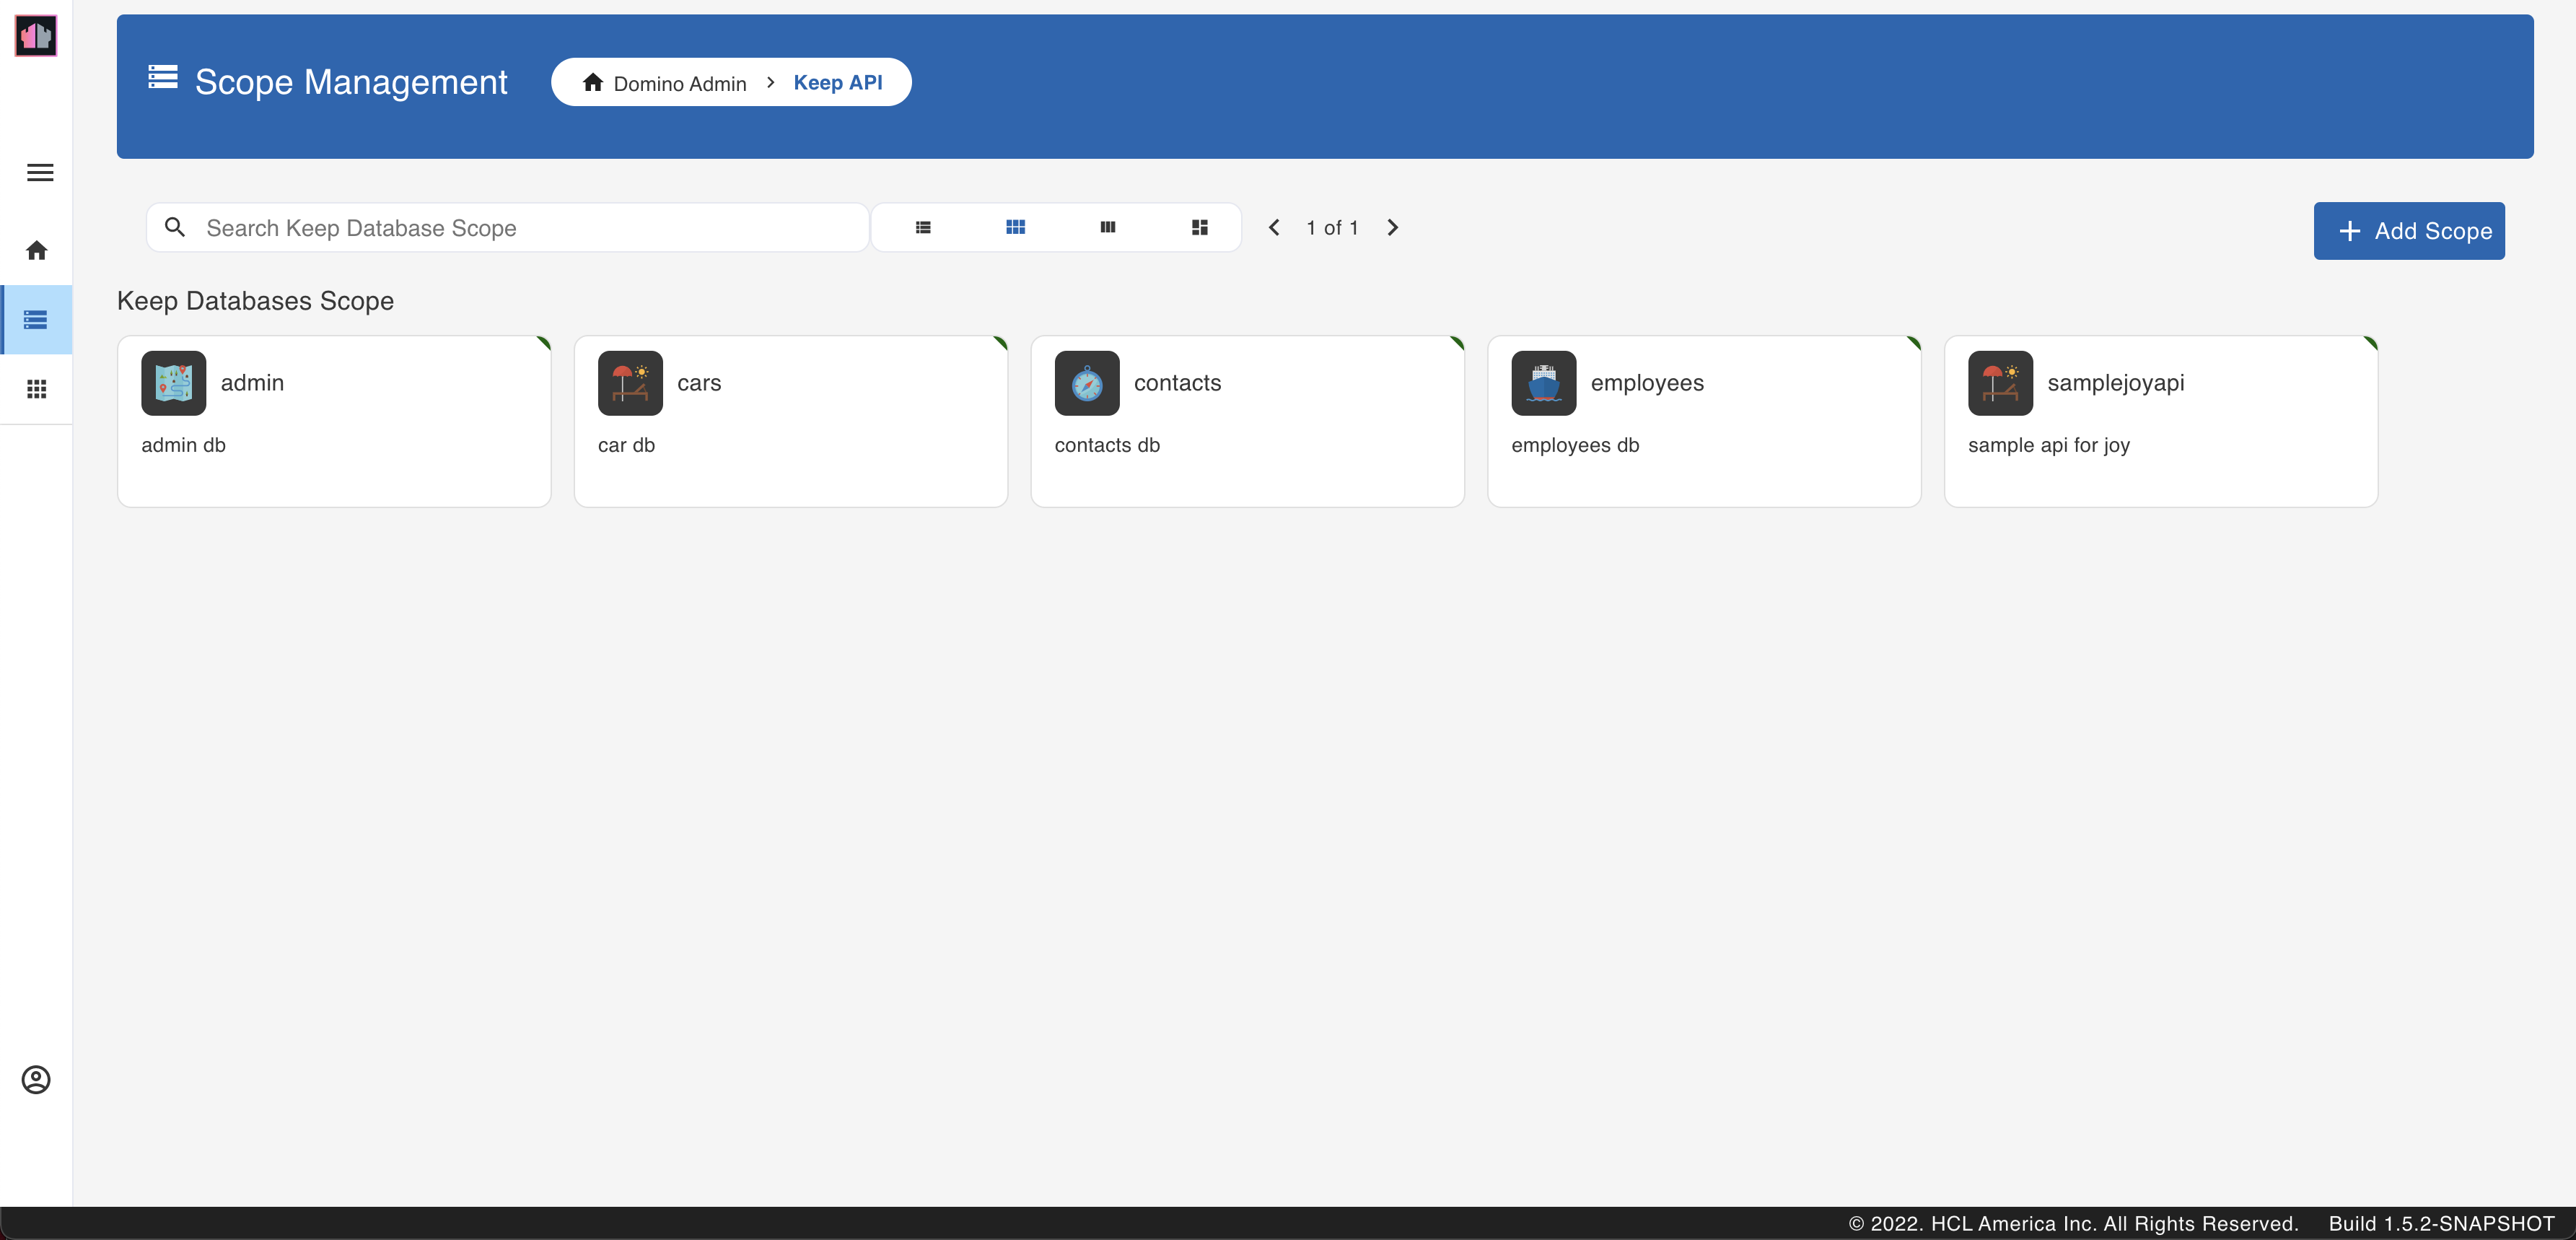 Scope Management
Domino Admin > Keep API
Search Keep Database Scope
1 of 1
Add Scope
Keep Databases Scope
admin
admin db
cars
car db
contacts
contacts db
employees
employees db
samplejoyapi
sample api for joy
© 2022. HCL America Inc. All Rights Reserved. Build 1.5.2-SNAPSHOT